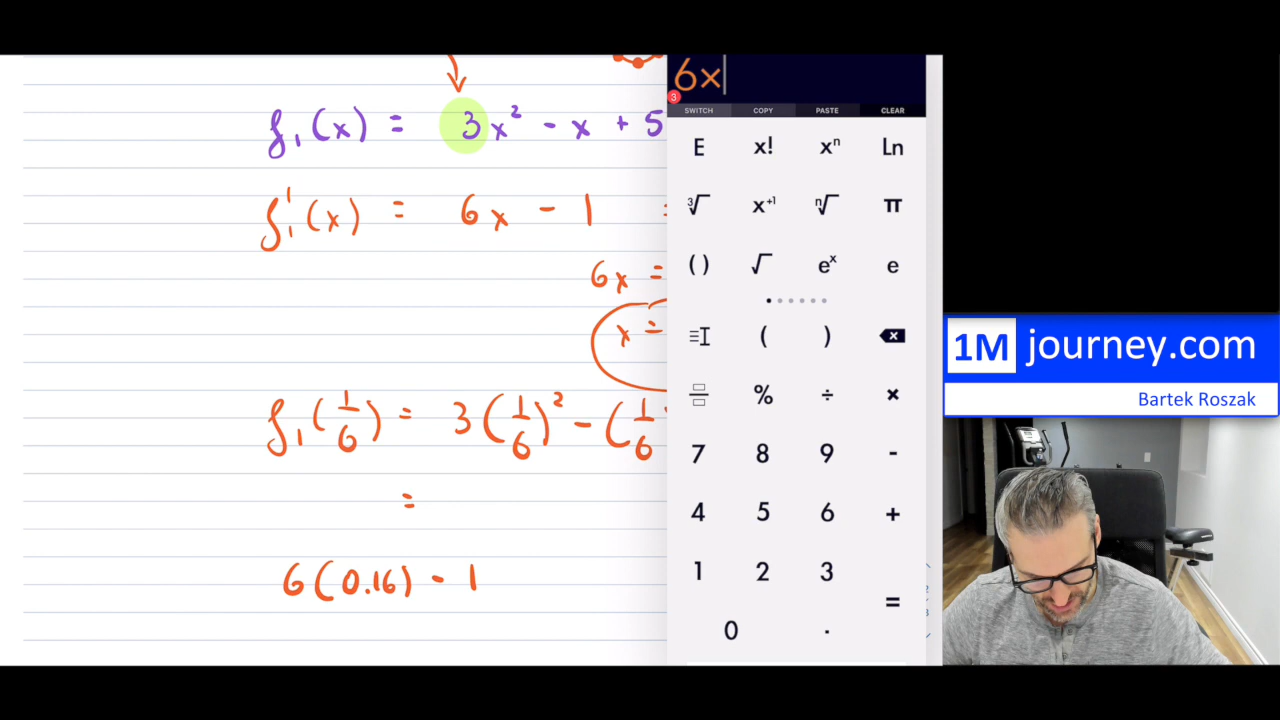 f₁(x) = 3x² - x + 5
f₁'(x) = 6x - 1 =
6x =
x =
f₁(1/6) = 3(1/6)² - (1/6
=
6(0.16) - 1
6x
3
SWITCH COPY PASTE CLEAR
E x! xⁿ Ln
³√ x⁺¹ ⁿ√ π
() √ eˣ e
( )
% ÷ ×
7 8 9 -
4 5 6 +
1 2 3
=
0 .
1M journey.com
Bartek Roszak